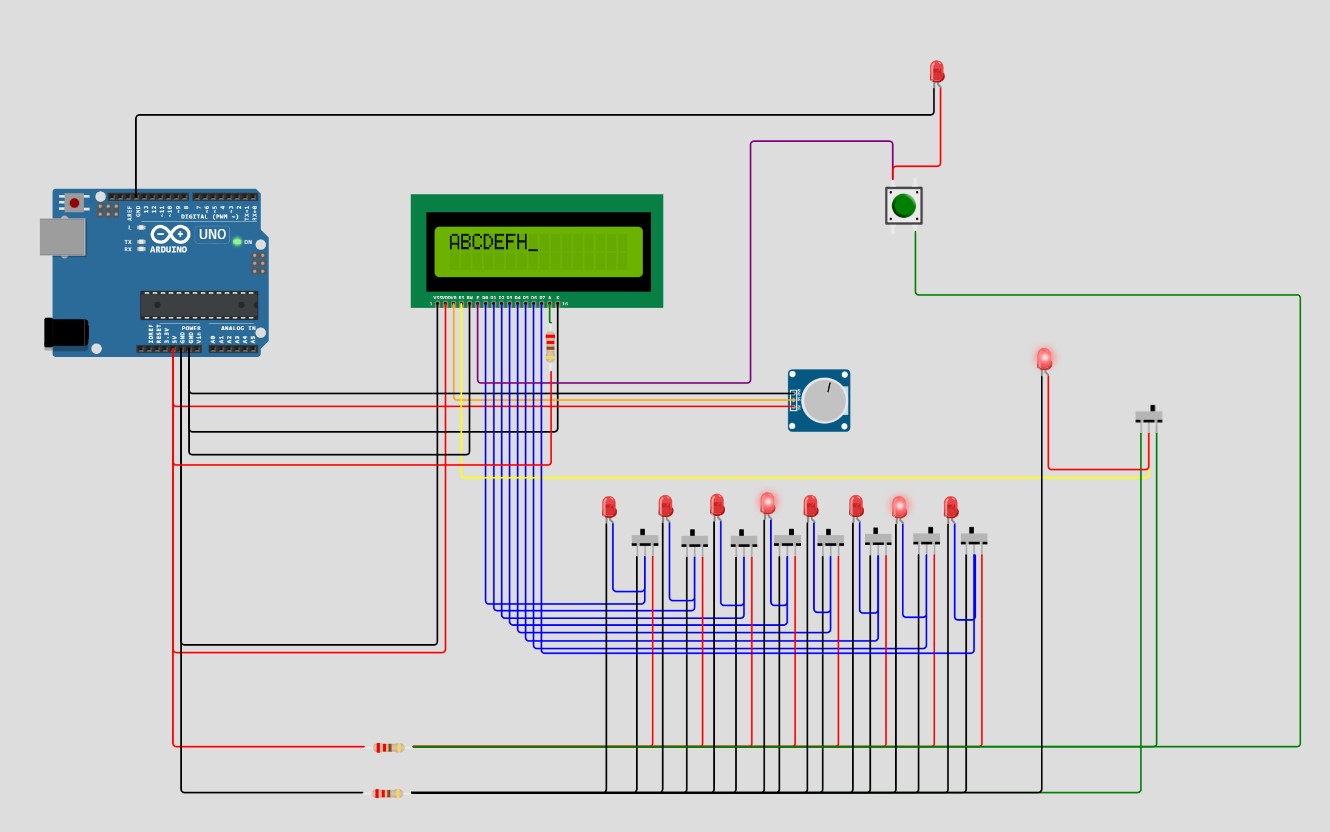 AREF
GND
13
12
~11
~10
~9
8
7
~6
~5
4
~3
2
TX→1
RX←0
DIGITAL (PWM ~)
L
TX
RX
UNO
ON
ARDUINO
ABCDEFH_
1
VSS VDD V0 RS RW E D0 D1 D2 D3 D4 D5 D6 D7 A K
16
POWER
ANALOG IN
IOREF
RESET
3.3V
5V
GND
GND
Vin
A0
A1
A2
A3
A4
A5